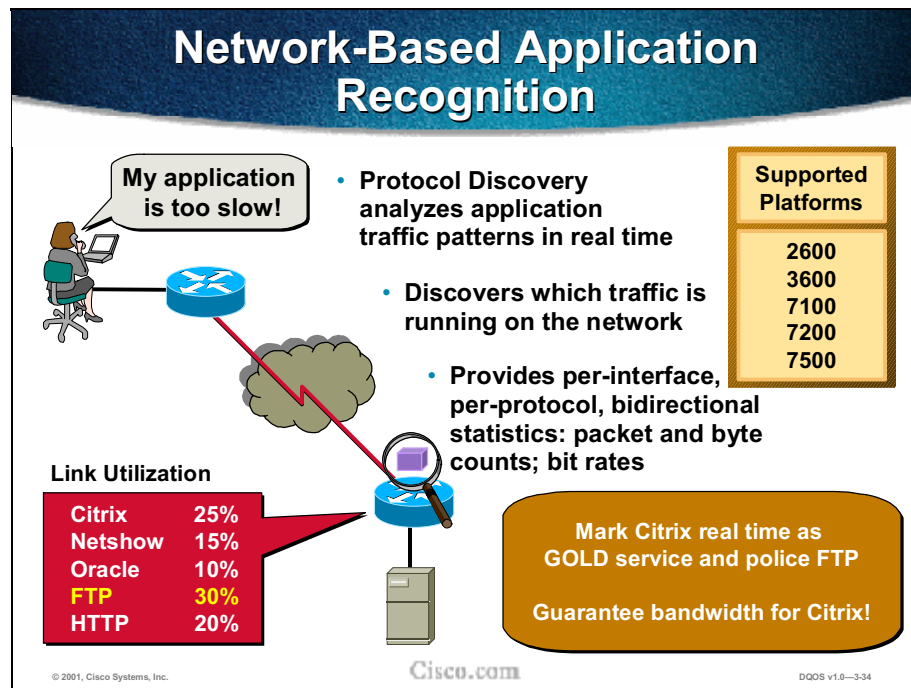 Network-Based Application
Recognition
My application
is too slow!
• Protocol Discovery
analyzes application
traffic patterns in real time
• Discovers which traffic is
running on the network
• Provides per-interface,
per-protocol, bidirectional
statistics: packet and byte
counts; bit rates
Supported
Platforms
2600
3600
7100
7200
7500
Link Utilization
Citrix 25%
Netshow 15%
Oracle 10%
FTP 30%
HTTP 20%
Mark Citrix real time as
GOLD service and police FTP
Guarantee bandwidth for Citrix!
© 2001, Cisco Systems, Inc.
Cisco.com
DQOS v1.0—3-34